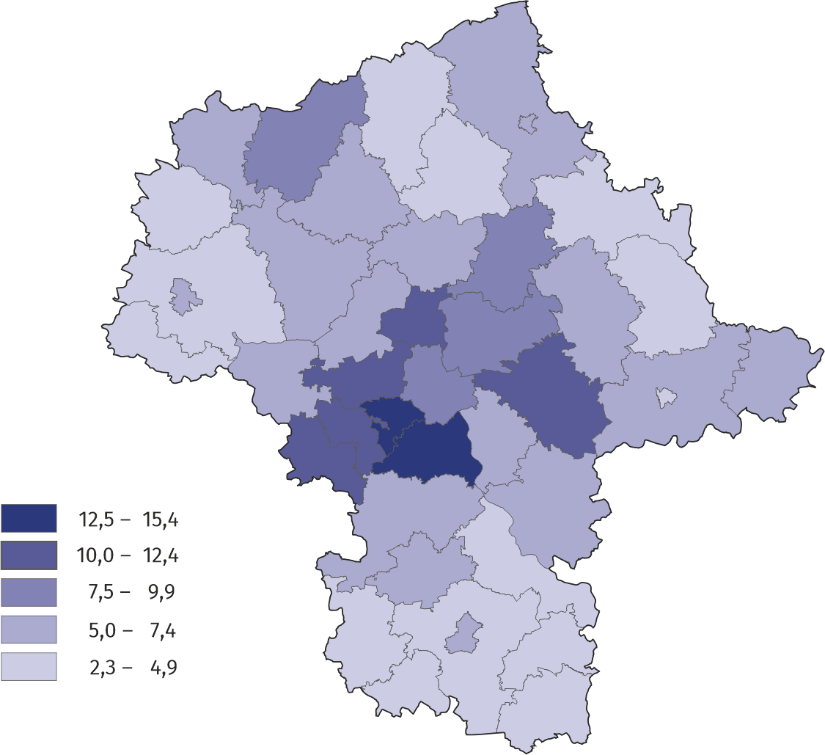 12,5 – 15,4
10,0 – 12,4
7,5 – 9,9
5,0 – 7,4
2,3 – 4,9